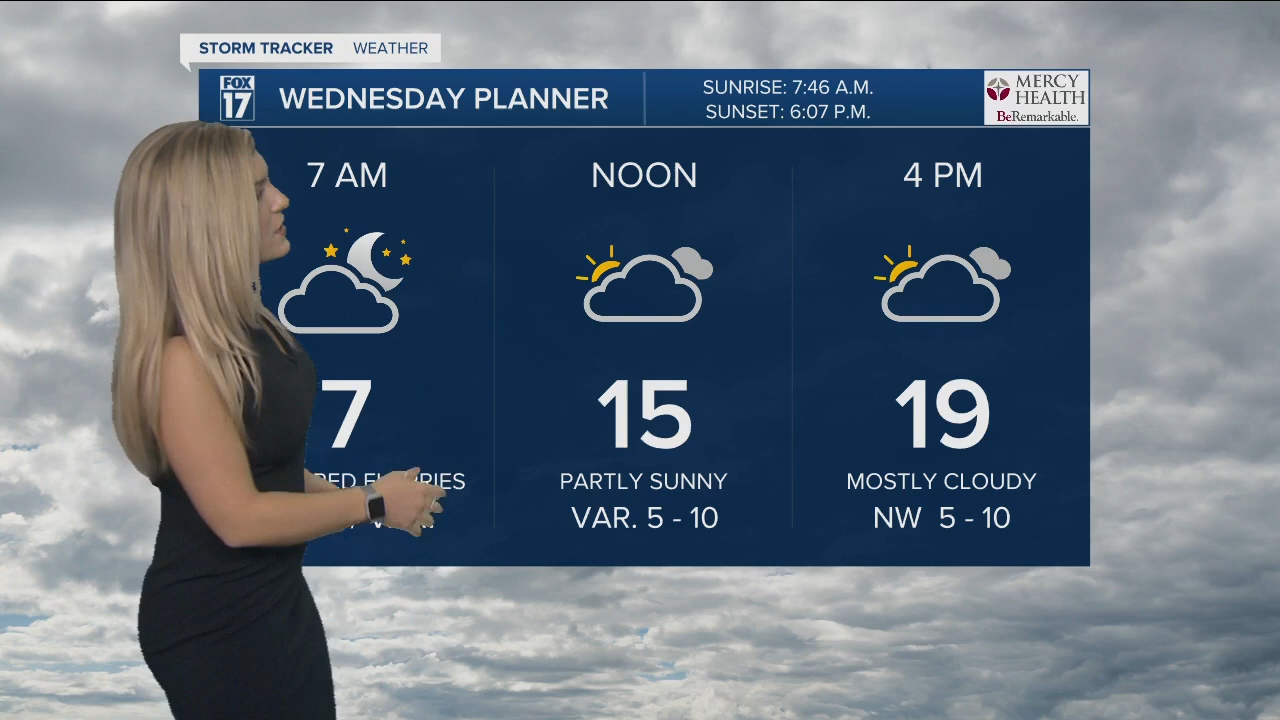 STORM TRACKER WEATHER
FOX 17
WEDNESDAY PLANNER
SUNRISE: 7:46 A.M.
SUNSET: 6:07 P.M.
MERCY
HEALTH
BeRemarkable.
7 AM
NOON
4 PM
7
15
19
PARTLY SUNNY
MOSTLY CLOUDY
VAR. 5 - 10
NW 5 - 10